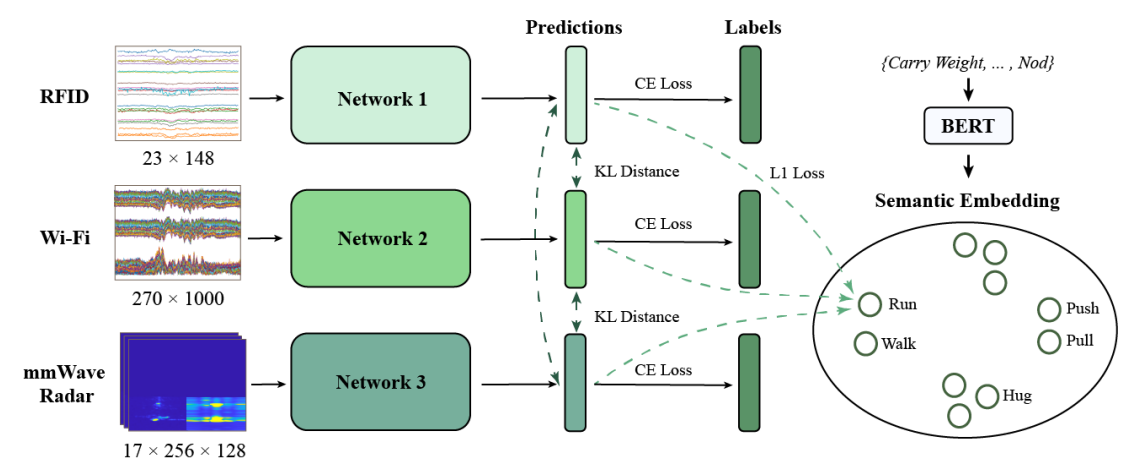 Predictions
Labels
RFID
Network 1
CE Loss
{Carry Weight, ... , Nod}
BERT
23 × 148
KL Distance
L1 Loss
Semantic Embedding
Wi-Fi
Network 2
CE Loss
270 × 1000
KL Distance
Run
Walk
Push
Pull
Hug
mmWave
Radar
Network 3
CE Loss
17 × 256 × 128